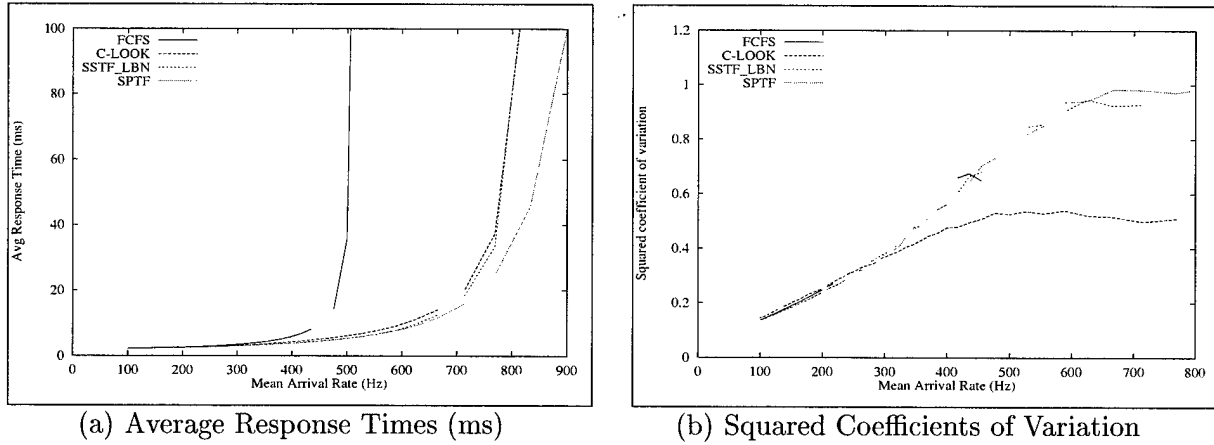 100
80
60
40
20
0
Avg Response Time (ms)
FCFS
C-LOOK
SSTF_LBN
SPTF
0 100 200 300 400 500 600 700 800 900
Mean Arrival Rate (Hz)
(a) Average Response Times (ms)
1.2
1
0.8
0.6
0.4
0.2
0
Squared coefficient of variation
FCFS
C-LOOK
SSTF_LBN
SPTF
0 100 200 300 400 500 600 700 800
Mean Arrival Rate (Hz)
(b) Squared Coefficients of Variation